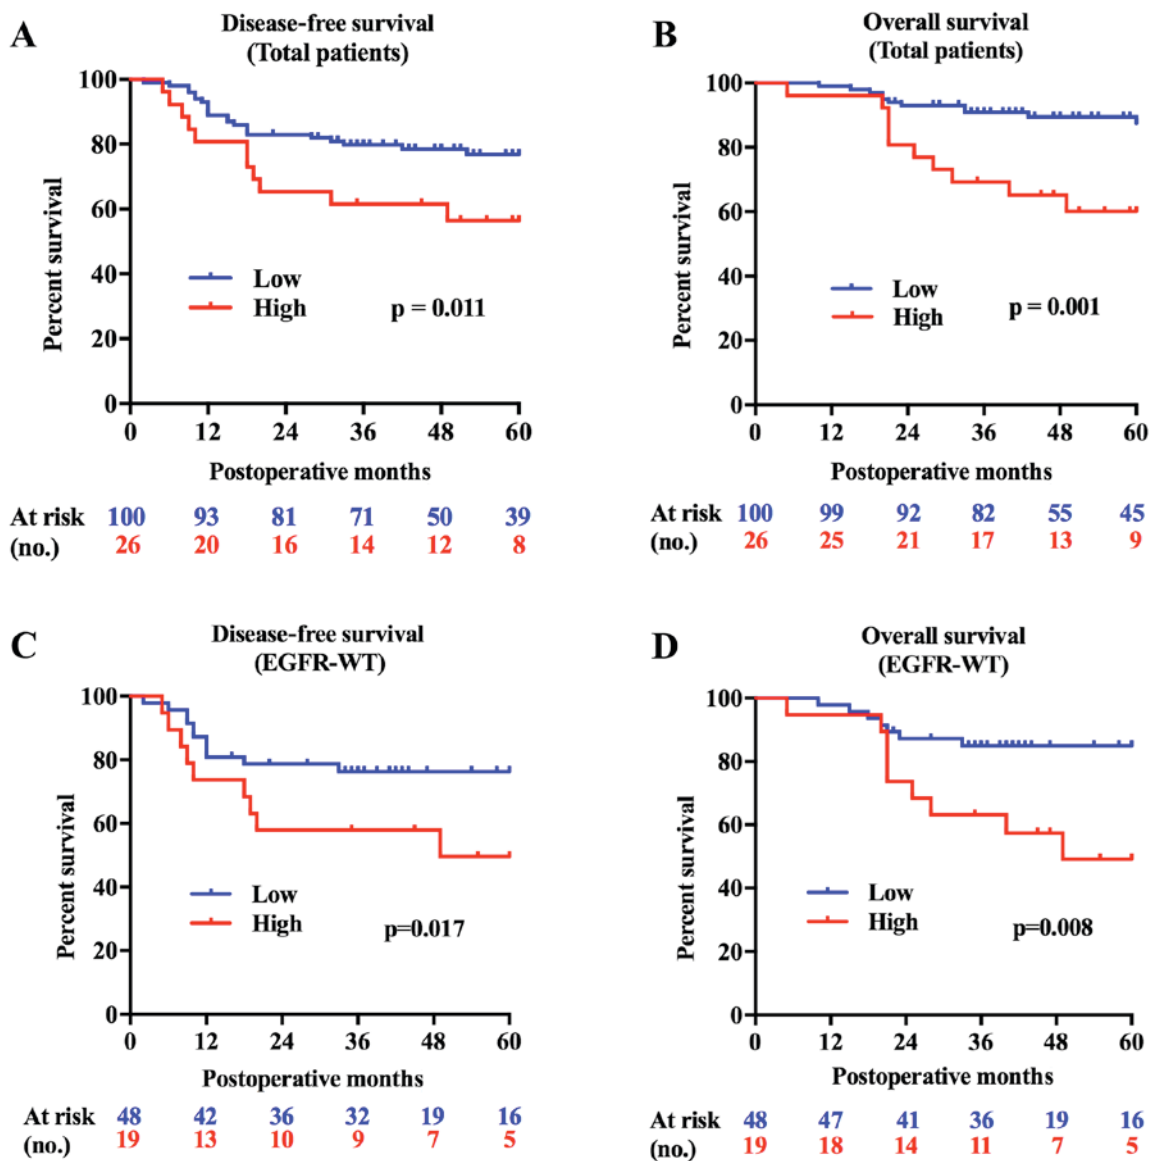 A
Disease-free survival
(Total patients)
100
80
60
40
20
0
Percent survival
Low
High
p = 0.011
0 12 24 36 48 60
Postoperative months
At risk 100 93 81 71 50 39
(no.) 26 20 16 14 12 8
B
Overall survival
(Total patients)
100
80
60
40
20
0
Percent survival
Low
High
p = 0.001
0 12 24 36 48 60
Postoperative months
At risk 100 99 92 82 55 45
(no.) 26 25 21 17 13 9
C
Disease-free survival
(EGFR-WT)
100
80
60
40
20
0
Percent survival
Low
High
p=0.017
0 12 24 36 48 60
Postoperative months
At risk 48 42 36 32 19 16
(no.) 19 13 10 9 7 5
D
Overall survival
(EGFR-WT)
100
80
60
40
20
0
Percent survival
Low
High
p=0.008
0 12 24 36 48 60
Postoperative months
At risk 48 47 41 36 19 16
(no.) 19 18 14 11 7 5